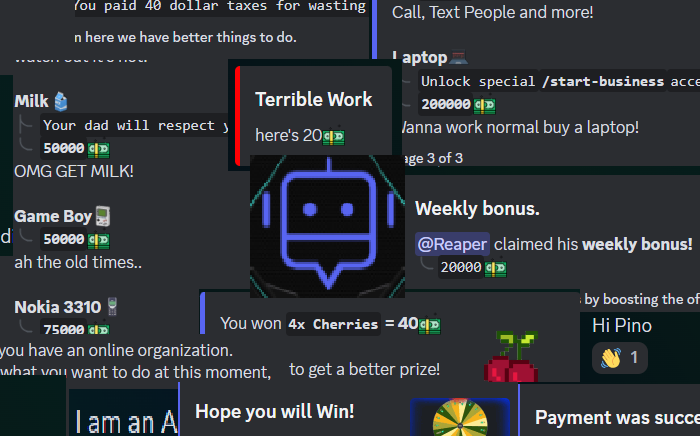 You paid 40 dollar taxes for wasting
n here we have better things to do.
Call, Text People and more!
Laptop
Unlock special /start-business acce
200000
Wanna work normal buy a laptop!
age 3 of 3
Milk
Your dad will respect y
50000
OMG GET MILK!
Game Boy
50000
ah the old times..
Nokia 3310
75000
Terrible Work
here's 20
Weekly bonus.
@Reaper claimed his weekly bonus!
20000
by boosting the of
You won 4x Cherries = 40
to get a better prize!
Hi Pino
👋 1
you have an online organization.
what you want to do at this moment,
I am an A
Hope you will Win!
Payment was succe